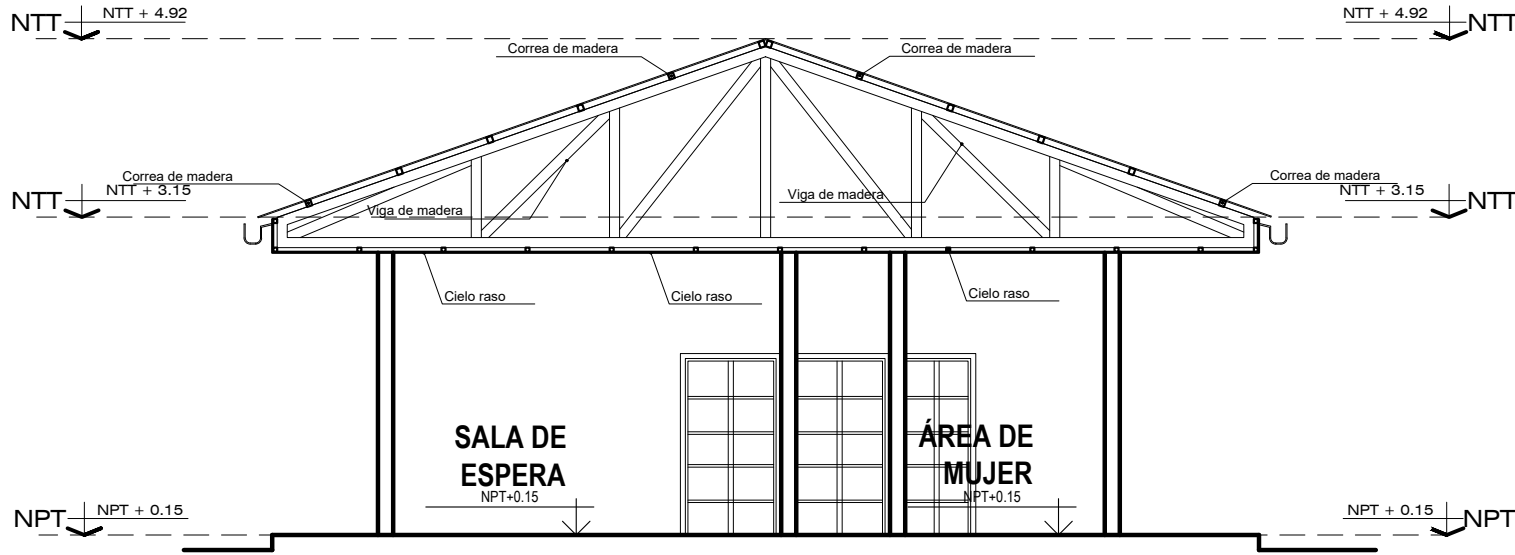 NTT NTT + 4.92
NTT + 4.92 NTT
Correa de madera
Correa de madera
Correa de madera
Correa de madera
NTT NTT + 3.15
NTT + 3.15 NTT
Viga de madera
Viga de madera
Cielo raso
Cielo raso
Cielo raso
SALA DE
ESPERA
NPT+0.15
ÁREA DE
MUJER
NPT+0.15
NPT NPT + 0.15
NPT + 0.15 NPT